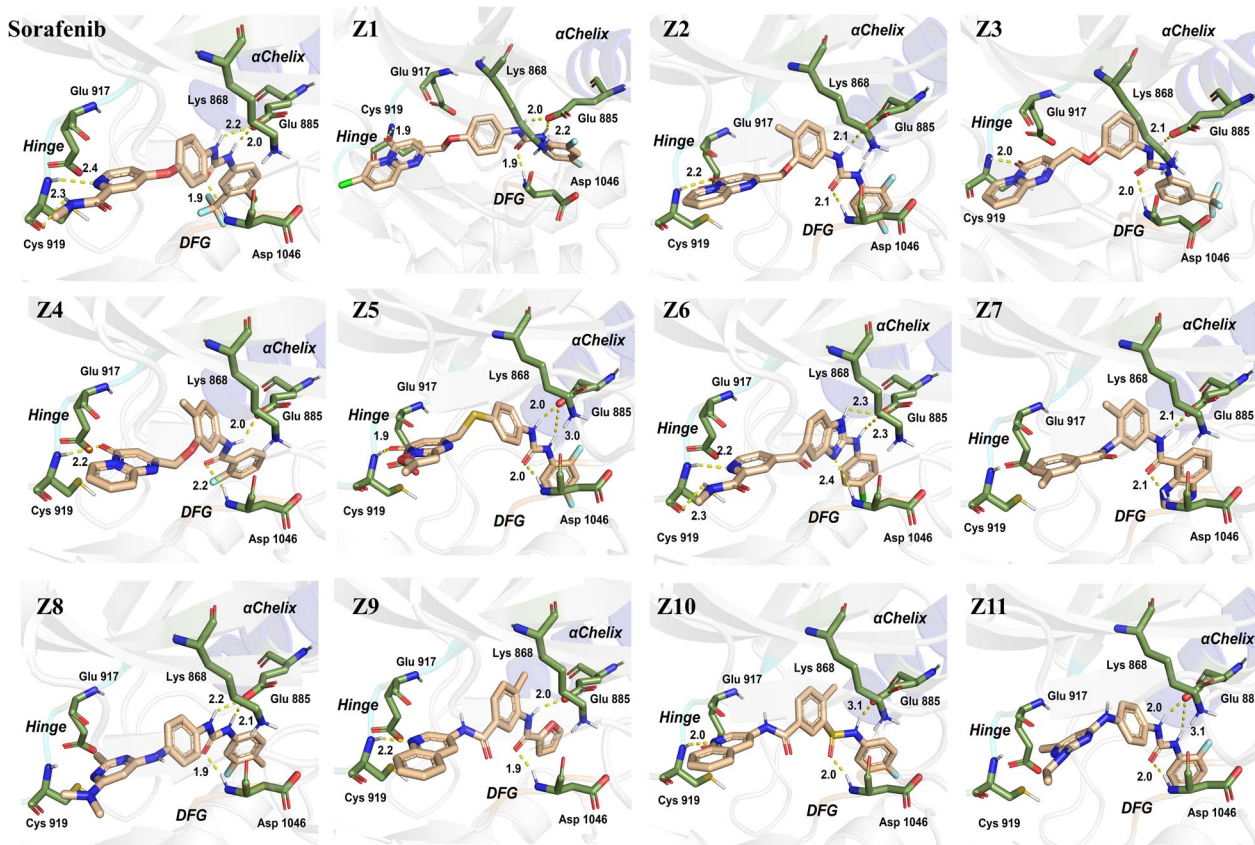 Sorafenib
αChelix
Glu 917
Lys 868
Hinge
2.2
Glu 885
2.0
2.4
2.3
1.9
Cys 919
DFG
Asp 1046
Z1
αChelix
Glu 917
Lys 868
Cys 919
2.0
Glu 885
Hinge
1.9
2.2
1.9
Asp 1046
DFG
Z2
αChelix
Lys 868
Glu 917
Glu 885
Hinge
2.1
2.2
2.1
Cys 919
DFG
Asp 1046
Z3
αChelix
Lys 868
Glu 917
2.1
Glu 885
Hinge
2.0
2.0
Cys 919
DFG
Asp 1046
Z4
αChelix
Glu 917
Lys 868
Hinge
Glu 885
2.0
2.2
2.2
Cys 919
DFG
Asp 1046
Z5
αChelix
Lys 868
Glu 917
2.0
Glu 885
Hinge
3.0
1.9
2.0
Cys 919
Asp 1046
DFG
Z6
αChelix
Glu 917
Lys 868
Hinge
2.3
Glu 885
2.3
2.2
2.4
2.3
Cys 919
DFG
Asp 1046
Z7
αChelix
Lys 868
Glu 917
2.1
Glu 885
Hinge
2.1
Cys 919
DFG
Asp 1046
Z8
αChelix
Lys 868
Glu 917
2.2
Glu 885
2.1
Hinge
1.9
Cys 919
DFG
Asp 1046
Z9
αChelix
Glu 917
Lys 868
2.0
Glu 885
Hinge
2.2
1.9
Cys 919
DFG
Asp 1046
Z10
αChelix
Lys 868
Glu 917
Glu 885
3.1
Hinge
2.0
2.0
Cys 919
DFG
Asp 1046
Z11
αChelix
Lys 868
Glu 917
Glu 88
2.0
Hinge
3.1
2.0
Cys 919
DFG
Asp 1046